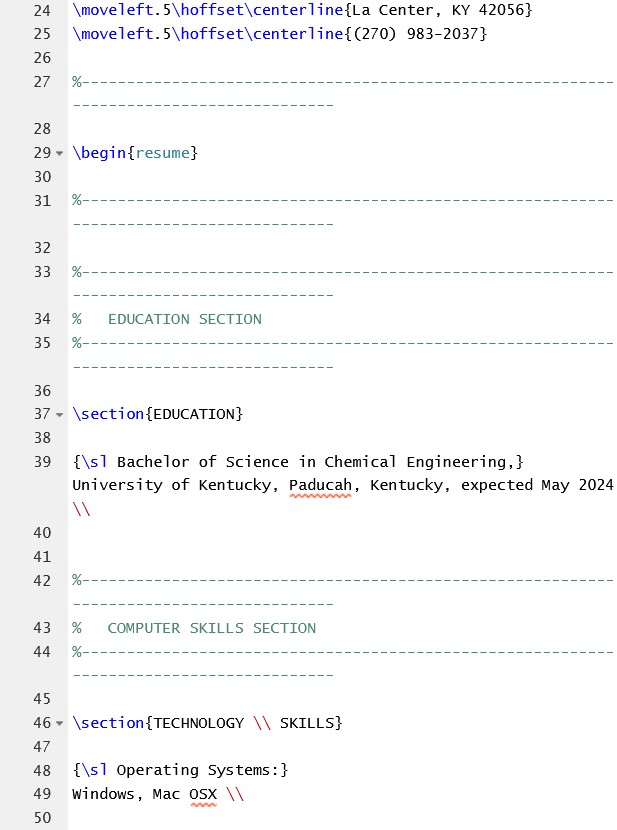 24 \moveleft.5\hoffset\centerline{La Center, KY 42056}
25 \moveleft.5\hoffset\centerline{(270) 983-2037}
26
27 %-----------------------------------------------------------
-----------------------------
28
29 \begin{resume}
30
31 %-----------------------------------------------------------
-----------------------------
32
33 %-----------------------------------------------------------
-----------------------------
34 %   EDUCATION SECTION
35 %-----------------------------------------------------------
-----------------------------
36
37 \section{EDUCATION}
38
39 {\sl Bachelor of Science in Chemical Engineering,}
University of Kentucky, Paducah, Kentucky, expected May 2024
\\
40
41
42 %-----------------------------------------------------------
-----------------------------
43 %   COMPUTER SKILLS SECTION
44 %-----------------------------------------------------------
-----------------------------
45
46 \section{TECHNOLOGY \\ SKILLS}
47
48 {\sl Operating Systems:}
49 Windows, Mac OSX \\
50